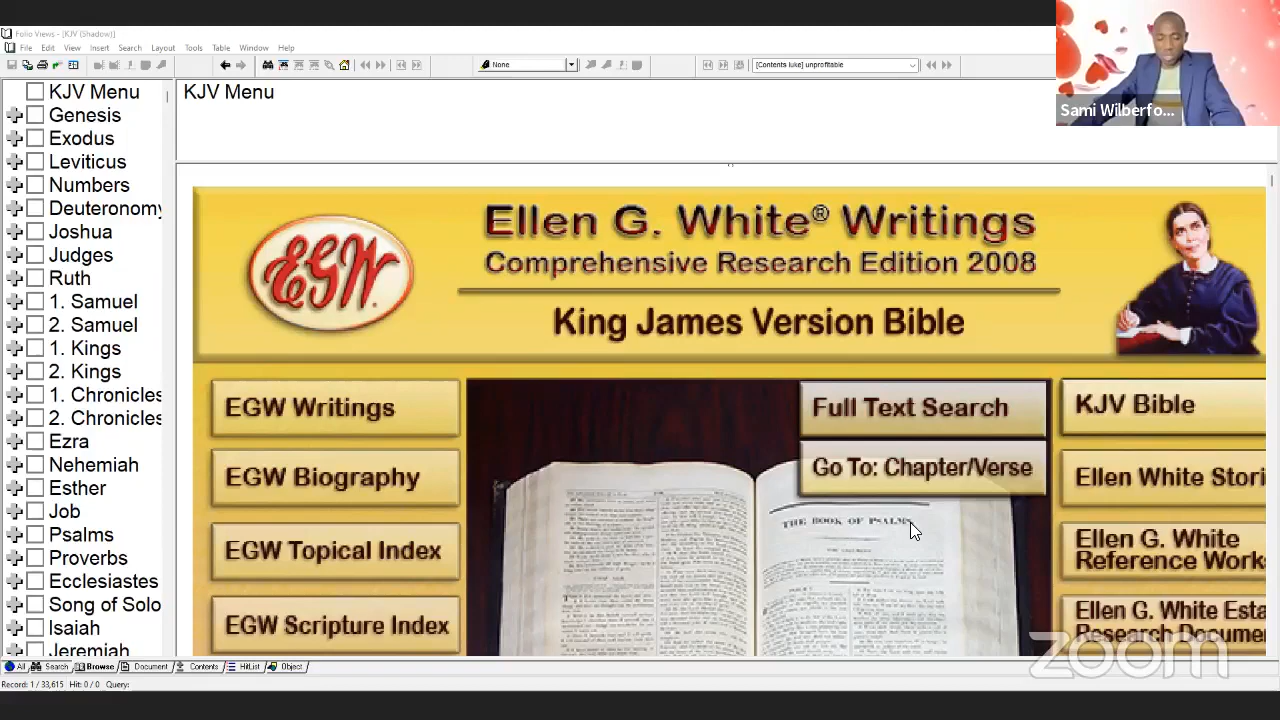 Folio Views - [KJV (Shadow)]
File Edit View Insert Search Layout Tools Table Window Help
None
[Contents luke] unprofitable
Sami Wilberfo...
KJV Menu
KJV Menu
Genesis
Exodus
Leviticus
Numbers
Deuteronomy
Joshua
Judges
Ruth
1. Samuel
2. Samuel
1. Kings
2. Kings
1. Chronicles
2. Chronicles
Ezra
Nehemiah
Esther
Job
Psalms
Proverbs
Ecclesiastes
Song of Solo
Isaiah
Jeremiah
EGW
Ellen G. White® Writings
Comprehensive Research Edition 2008
King James Version Bible
EGW Writings
EGW Biography
EGW Topical Index
EGW Scripture Index
Full Text Search
Go To: Chapter/Verse
THE BOOK OF PSALMS
KJV Bible
Ellen White Stori
Ellen G. White
Reference Work
Ellen G. White Esta
Research Docume
zoom
All Search Browse Document Contents HitList Object
Record: 1 / 33,615 Hit: 0 / 0 Query: